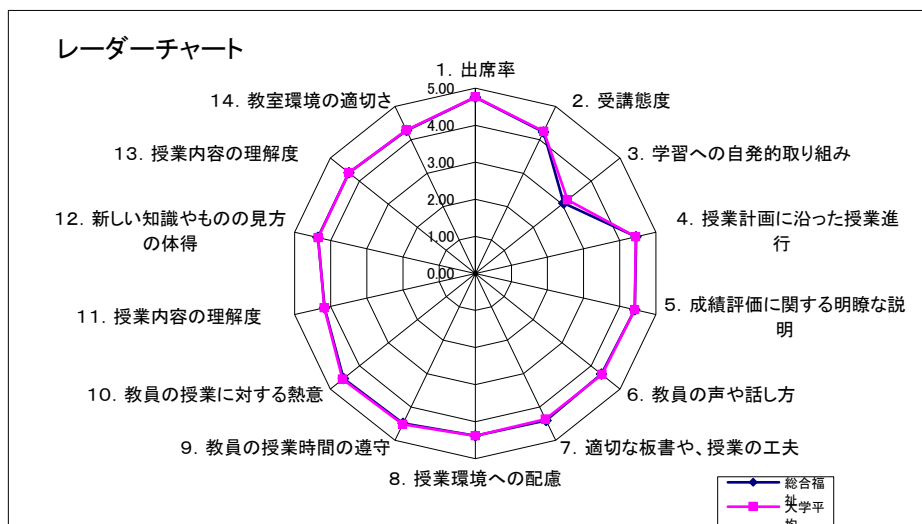 レーダーチャート
1. 出席率
2. 受講態度
3. 学習への自発的取り組み
4. 授業計画に沿った授業進
行
5. 成績評価に関する明瞭な説
明
6. 教員の声や話し方
7. 適切な板書や、授業の工夫
8. 授業環境への配慮
9. 教員の授業時間の遵守
10. 教員の授業に対する熱意
11. 授業内容の理解度
12. 新しい知識やものの見方
の体得
13. 授業内容の理解度
14. 教室環境の適切さ
5.00
4.00
3.00
2.00
1.00
0.00
総合福
祉
大学平
均